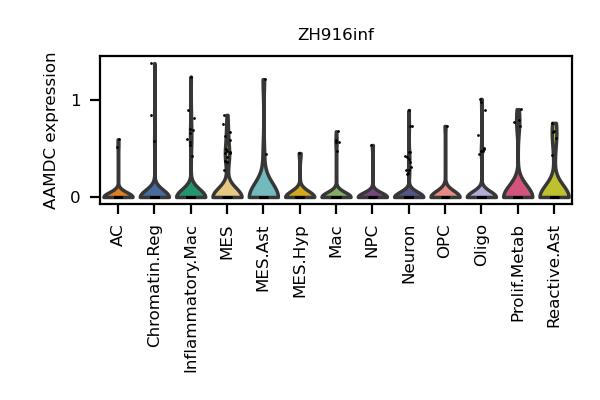 ZH916inf
AAMDC expression
1
0
AC
Chromatin.Reg
Inflammatory.Mac
MES
MES.Ast
MES.Hyp
Mac
NPC
Neuron
OPC
Oligo
Prolif.Metab
Reactive.Ast